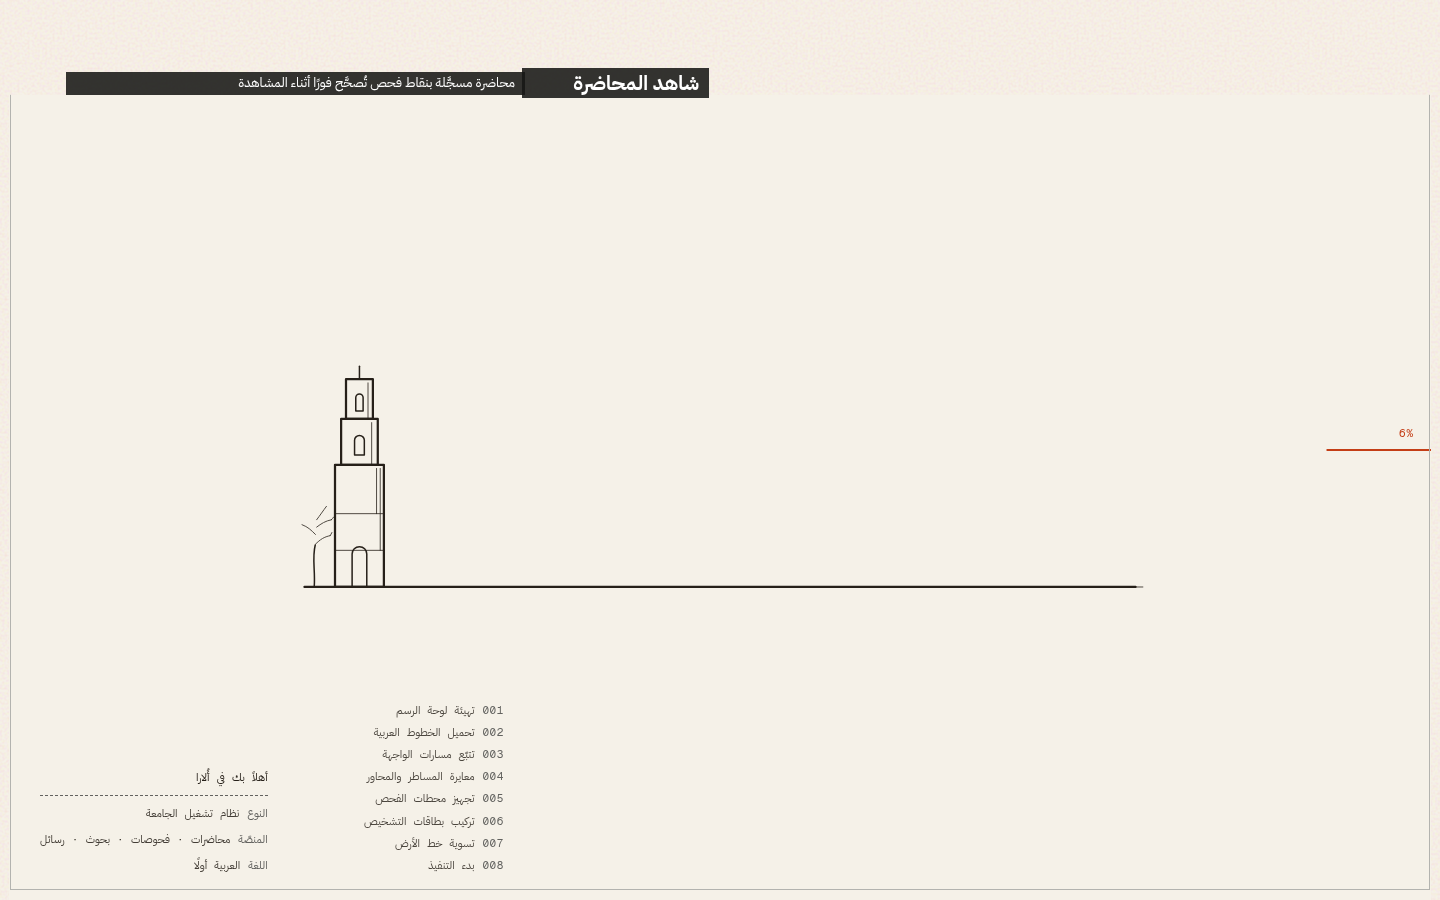 شاهد المحاضرة
محاضرة مسجَّلة بنقاط فحص تُصحَّح فورًا أثناء المشاهدة
6%
001 تهيئة لوحة الرسم
002 تحميل الخطوط العربية
003 تتبّع مسارات الواجهة
004 معايرة المساطر والمحاور
005 تجهيز محطات الفحص
006 تركيب بطاقات التشخيص
007 تسوية خط الأرض
008 بدء التنفيذ
أهلاً بك في ألارا
النوع نظام تشغيل الجامعة
المنصّة محاضرات · فحوصات · بحوث · رسائل
اللغة العربية أولًا